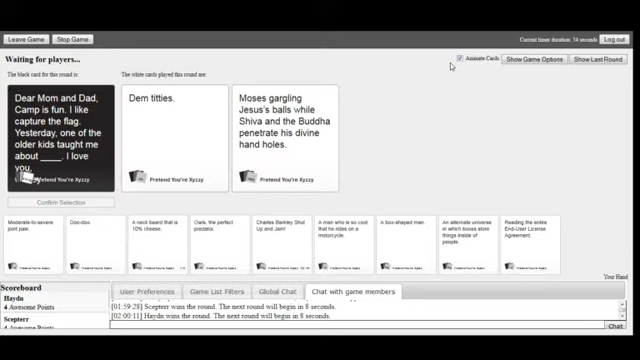 Leave Game
Stop Game
Current timer duration: 34 seconds
Log out
Waiting for players...
Animate Cards
Show Game Options
Show Last Round
The black card for this round is:
The white cards played this round are:
Dear Mom and Dad,
Camp is fun. I like
capture the flag.
Yesterday, one of the
older kids taught me
about ____. I love
you,
Pretend You're Xyzzy
Dem titties.
Pretend You're Xyzzy
Moses gargling
Jesus's balls while
Shiva and the Buddha
penetrate his divine
hand holes.
Pretend You're Xyzzy
Confirm Selection
Moderate-to-severe
joint pain.
Doo-doo.
A neck beard that is
10% cheese.
Owls, the perfect
predator.
Charles Barkley Shut
Up and Jam!
A man who is so cool
that he rides on a
motorcycle.
A box-shaped man.
An alternate universe
in which boxes store
things inside of
people.
Reading the entire
End-User License
Agreement.
Your Hand
Scoreboard
Haydn
4 Awesome Points
Scepterr
4 Awesome Points
User Preferences
Game List Filters
Global Chat
Chat with game members
[01:59:28] Scepterr wins the round. The next round will begin in 8 seconds.
[02:00:11] Haydn wins the round. The next round will begin in 8 seconds.
Chat